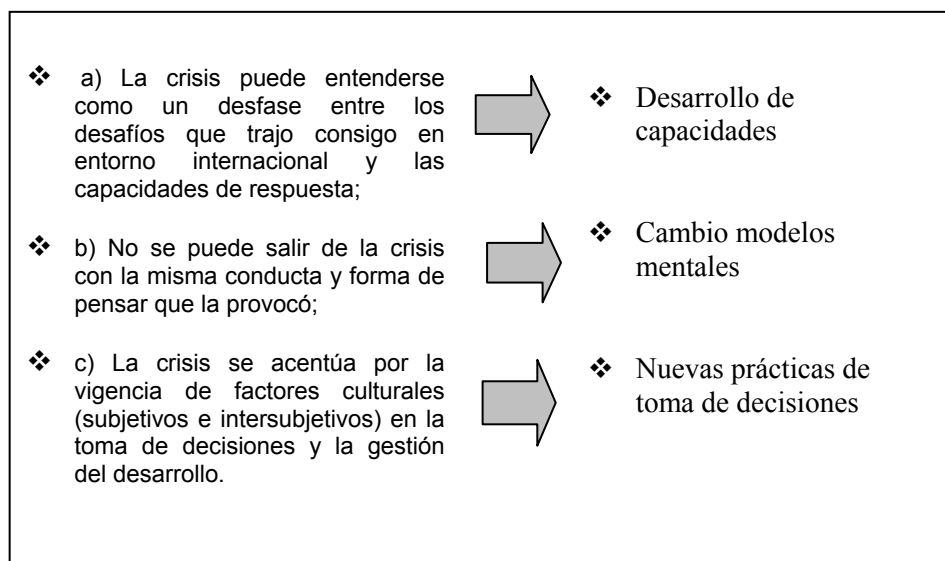 ❖ a) La crisis puede entenderse
como un desfase entre los
desafíos que trajo consigo en
entorno internacional y las
capacidades de respuesta;
❖ Desarrollo de
capacidades
❖ b) No se puede salir de la crisis
con la misma conducta y forma de
pensar que la provocó;
❖ Cambio modelos
mentales
❖ c) La crisis se acentúa por la
vigencia de factores culturales
(subjetivos e intersubjetivos) en la
toma de decisiones y la gestión
del desarrollo.
❖ Nuevas prácticas de
toma de decisiones